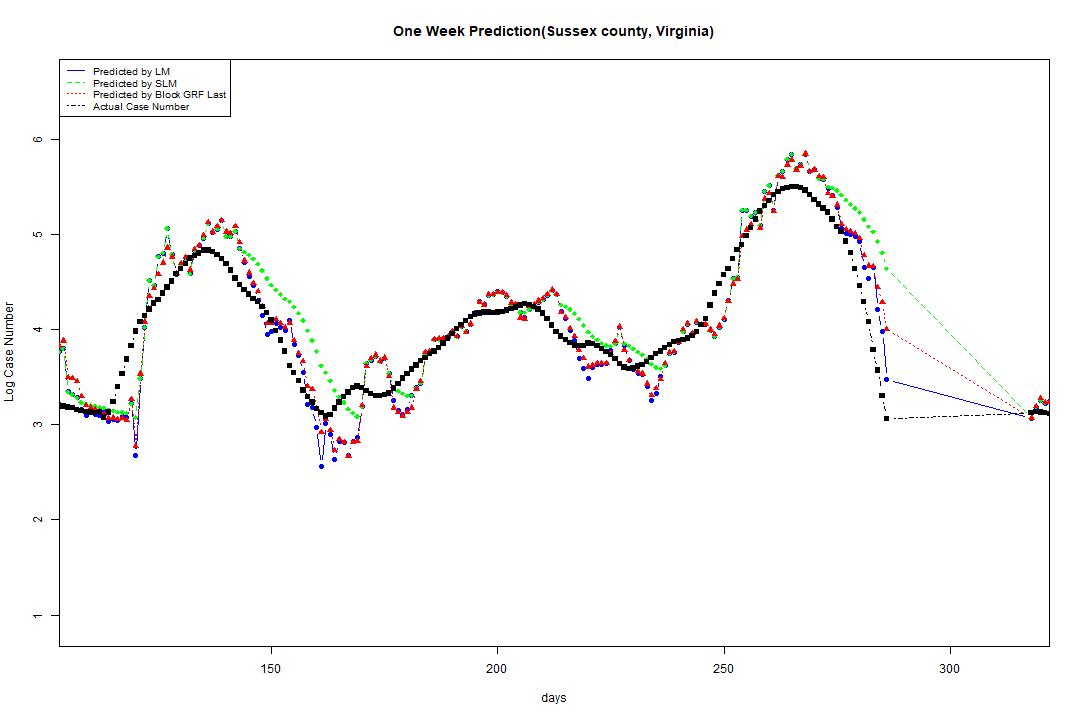 One Week Prediction(Sussex county, Virginia)
Predicted by LM
Predicted by SLM
Predicted by Block GRF Last
Actual Case Number
6
5
4
3
2
1
Log Case Number
150 200 250 300
days